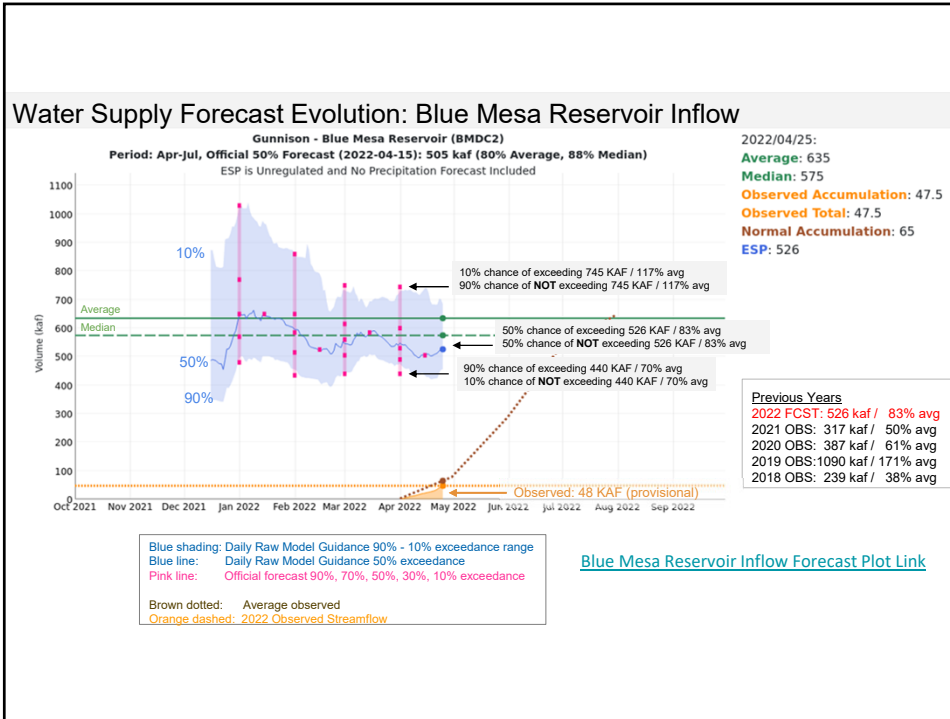 Water Supply Forecast Evolution: Blue Mesa Reservoir Inflow
Gunnison - Blue Mesa Reservoir (BMDC2)
Period: Apr-Jul, Official 50% Forecast (2022-04-15): 505 kaf (80% Average, 88% Median)
ESP is Unregulated and No Precipitation Forecast Included
2022/04/25:
Average: 635
Median: 575
Observed Accumulation: 47.5
Observed Total: 47.5
Normal Accumulation: 65
ESP: 526
Volume (kaf)
1100
1000
900
800
700
600
500
400
300
200
100
0
10%
50%
90%
Average
Median
10% chance of exceeding 745 KAF / 117% avg
90% chance of NOT exceeding 745 KAF / 117% avg
50% chance of exceeding 526 KAF / 83% avg
50% chance of NOT exceeding 526 KAF / 83% avg
90% chance of exceeding 440 KAF / 70% avg
10% chance of NOT exceeding 440 KAF / 70% avg
Observed: 48 KAF (provisional)
Oct 2021 Nov 2021 Dec 2021 Jan 2022 Feb 2022 Mar 2022 Apr 2022 May 2022 Jun 2022 Jul 2022 Aug 2022 Sep 2022
Previous Years
2022 FCST: 526 kaf / 83% avg
2021 OBS: 317 kaf / 50% avg
2020 OBS: 387 kaf / 61% avg
2019 OBS:1090 kaf / 171% avg
2018 OBS: 239 kaf / 38% avg
Blue shading: Daily Raw Model Guidance 90% - 10% exceedance range
Blue line: Daily Raw Model Guidance 50% exceedance
Pink line: Official forecast 90%, 70%, 50%, 30%, 10% exceedance
Brown dotted: Average observed
Orange dashed: 2022 Observed Streamflow
Blue Mesa Reservoir Inflow Forecast Plot Link